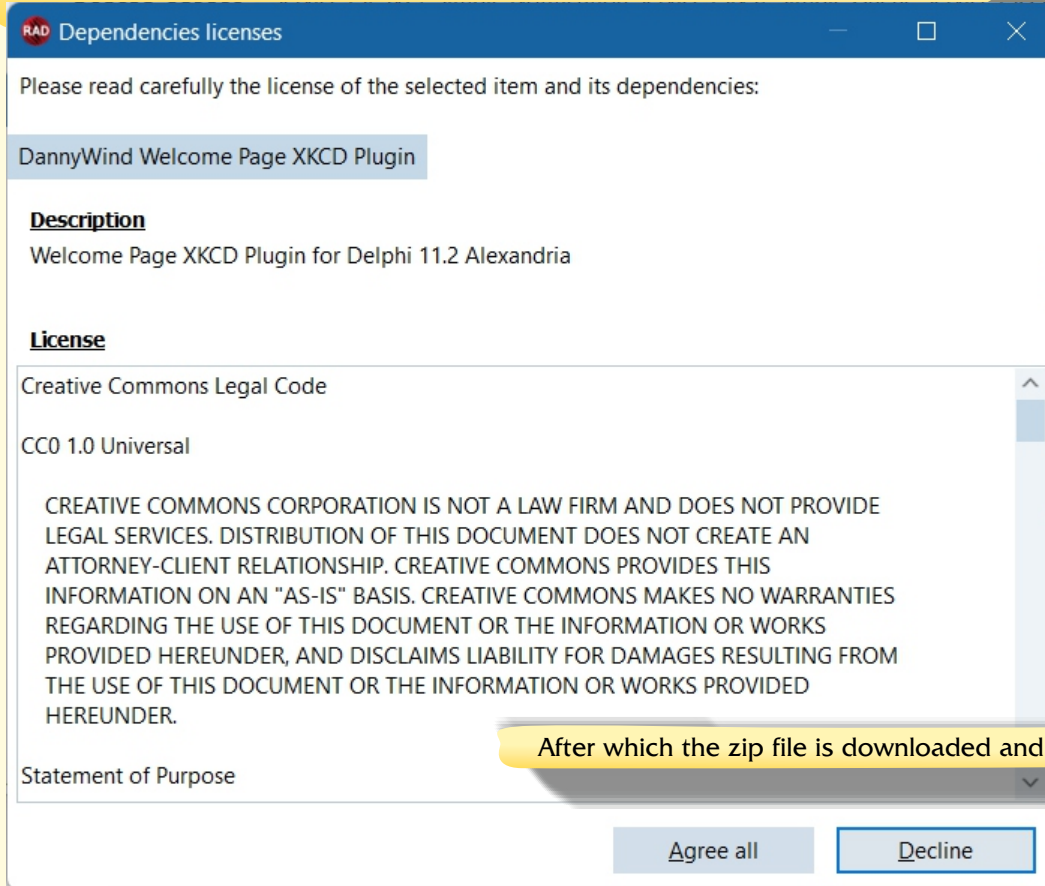 RAD Dependencies licenses
Please read carefully the license of the selected item and its dependencies:
DannyWind Welcome Page XKCD Plugin
Description
Welcome Page XKCD Plugin for Delphi 11.2 Alexandria
License
Creative Commons Legal Code
CC0 1.0 Universal
CREATIVE COMMONS CORPORATION IS NOT A LAW FIRM AND DOES NOT PROVIDE
LEGAL SERVICES. DISTRIBUTION OF THIS DOCUMENT DOES NOT CREATE AN
ATTORNEY-CLIENT RELATIONSHIP. CREATIVE COMMONS PROVIDES THIS
INFORMATION ON AN "AS-IS" BASIS. CREATIVE COMMONS MAKES NO WARRANTIES
REGARDING THE USE OF THIS DOCUMENT OR THE INFORMATION OR WORKS
PROVIDED HEREUNDER, AND DISCLAIMS LIABILITY FOR DAMAGES RESULTING FROM
THE USE OF THIS DOCUMENT OR THE INFORMATION OR WORKS PROVIDED
HEREUNDER.
After which the zip file is downloaded and
Statement of Purpose
Agree all Decline